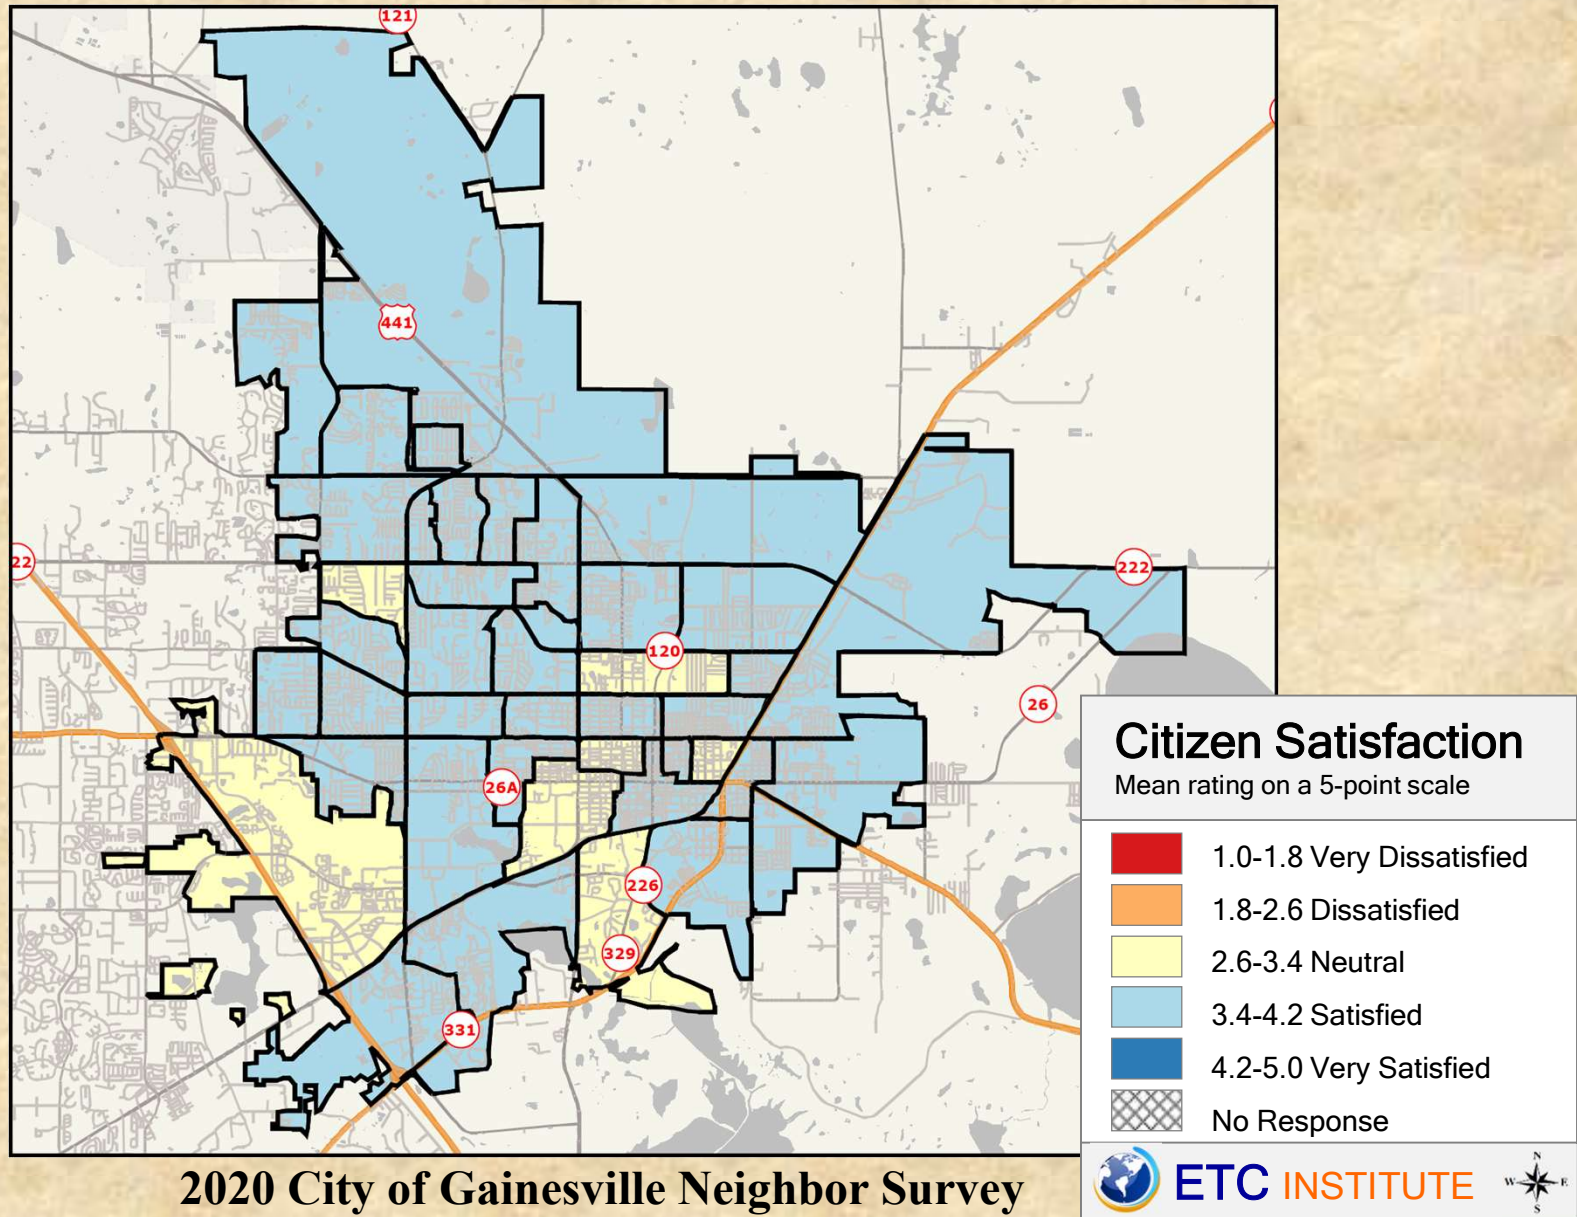 121
441
22
222
120
26
26A
226
329
331
Citizen Satisfaction
Mean rating on a 5-point scale
1.0-1.8 Very Dissatisfied
1.8-2.6 Dissatisfied
2.6-3.4 Neutral
3.4-4.2 Satisfied
4.2-5.0 Very Satisfied
No Response
2020 City of Gainesville Neighbor Survey
ETC INSTITUTE
N
W E
S